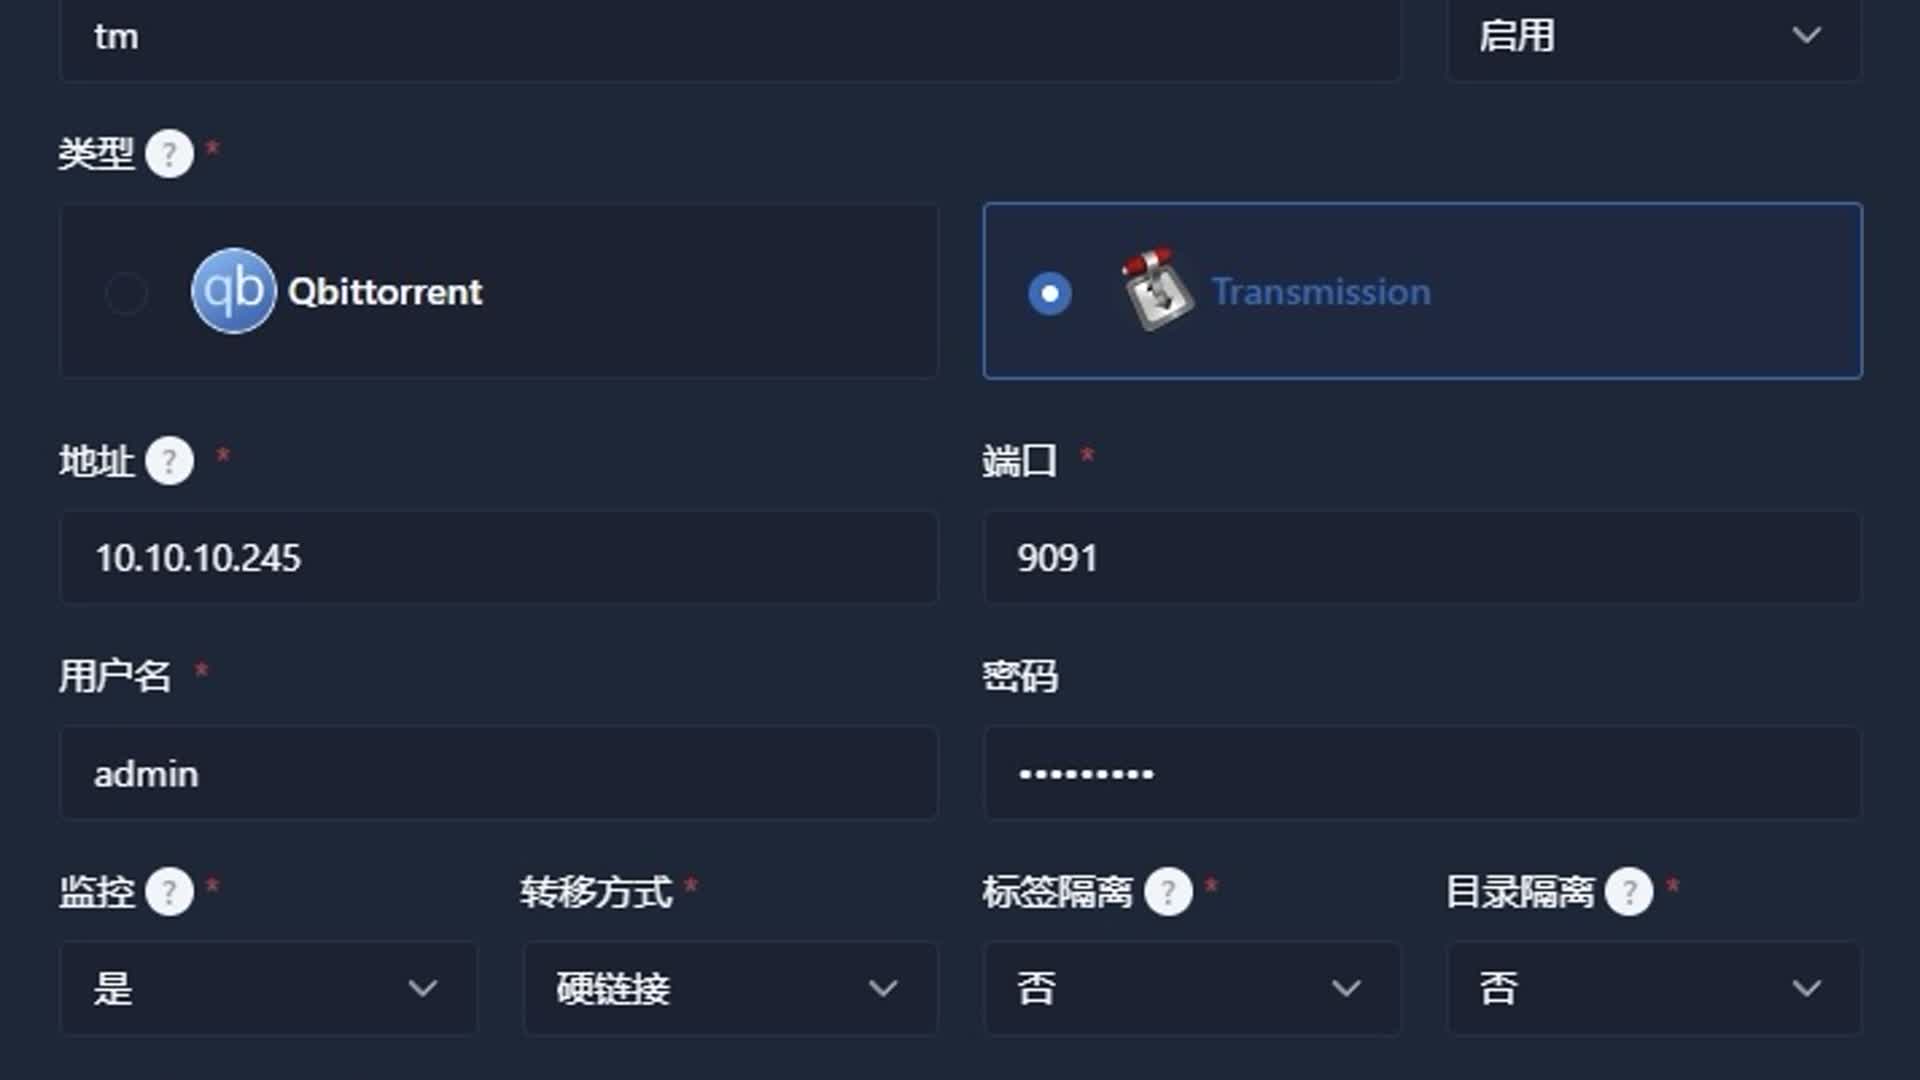 tm 启用
类型 ? *
qb Qbittorrent Transmission
地址 ? * 端口 *
10.10.10.245 9091
用户名 * 密码
admin •••••••••
监控 ? * 转移方式 * 标签隔离 ? * 目录隔离 ? *
是 硬链接 否 否